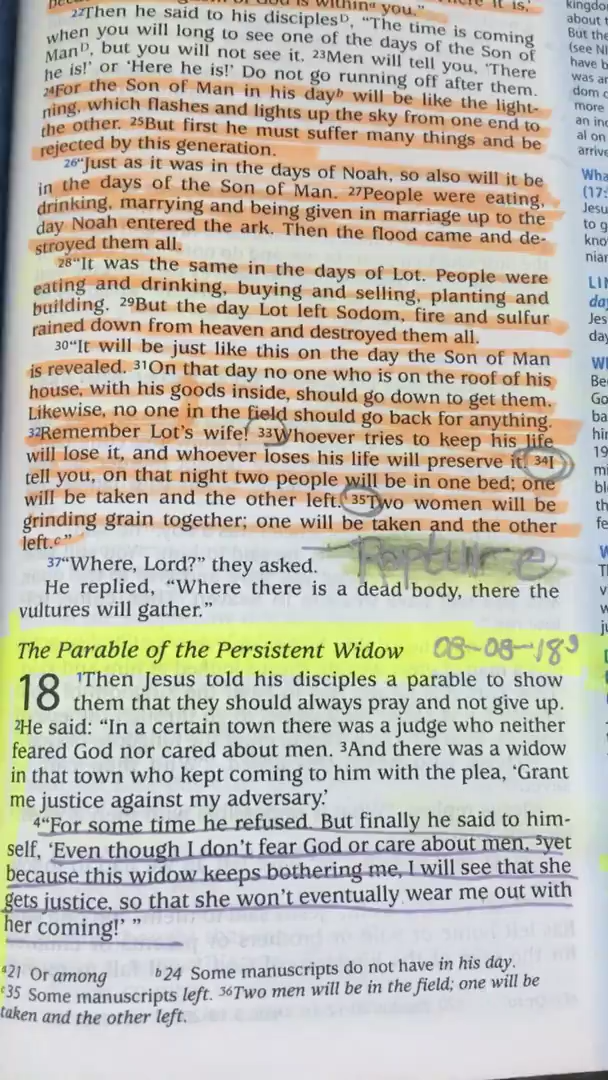 is withinᵃ you."
²²Then he said to his disciplesᴰ, "The time is coming
when you will long to see one of the days of the Son of
Manᴰ, but you will not see it. ²³Men will tell you, 'There
he is!' or 'Here he is!' Do not go running off after them.
²⁴For the Son of Man in his dayᵇ will be like the light-
ning, which flashes and lights up the sky from one end to
the other. ²⁵But first he must suffer many things and be
rejected by this generation.
²⁶"Just as it was in the days of Noah, so also will it be
in the days of the Son of Man. ²⁷People were eating,
drinking, marrying and being given in marriage up to the
day Noah entered the ark. Then the flood came and de-
stroyed them all.
²⁸"It was the same in the days of Lot. People were
eating and drinking, buying and selling, planting and
building. ²⁹But the day Lot left Sodom, fire and sulfur
rained down from heaven and destroyed them all.
³⁰"It will be just like this on the day the Son of Man
is revealed. ³¹On that day no one who is on the roof of his
house, with his goods inside, should go down to get them.
Likewise, no one in the field should go back for anything.
³²Remember Lot's wife! ³³Whoever tries to keep his life
will lose it, and whoever loses his life will preserve it. ³⁴I
tell you, on that night two people will be in one bed; one
will be taken and the other left. ³⁵Two women will be
grinding grain together; one will be taken and the other
left.ᶜ"
Rapture
³⁷"Where, Lord?" they asked.
He replied, "Where there is a dead body, there the
vultures will gather."
The Parable of the Persistent Widow 08-08-18
18 ¹Then Jesus told his disciples a parable to show
them that they should always pray and not give up.
²He said: "In a certain town there was a judge who neither
feared God nor cared about men. ³And there was a widow
in that town who kept coming to him with the plea, 'Grant
me justice against my adversary.'
⁴"For some time he refused. But finally he said to him-
self, 'Even though I don't fear God or care about men, ⁵yet
because this widow keeps bothering me, I will see that she
gets justice, so that she won't eventually wear me out with
her coming!' "
ᵃ21 Or among ᵇ24 Some manuscripts do not have in his day.
ᶜ35 Some manuscripts left. ³⁶Two men will be in the field; one will be
taken and the other left.